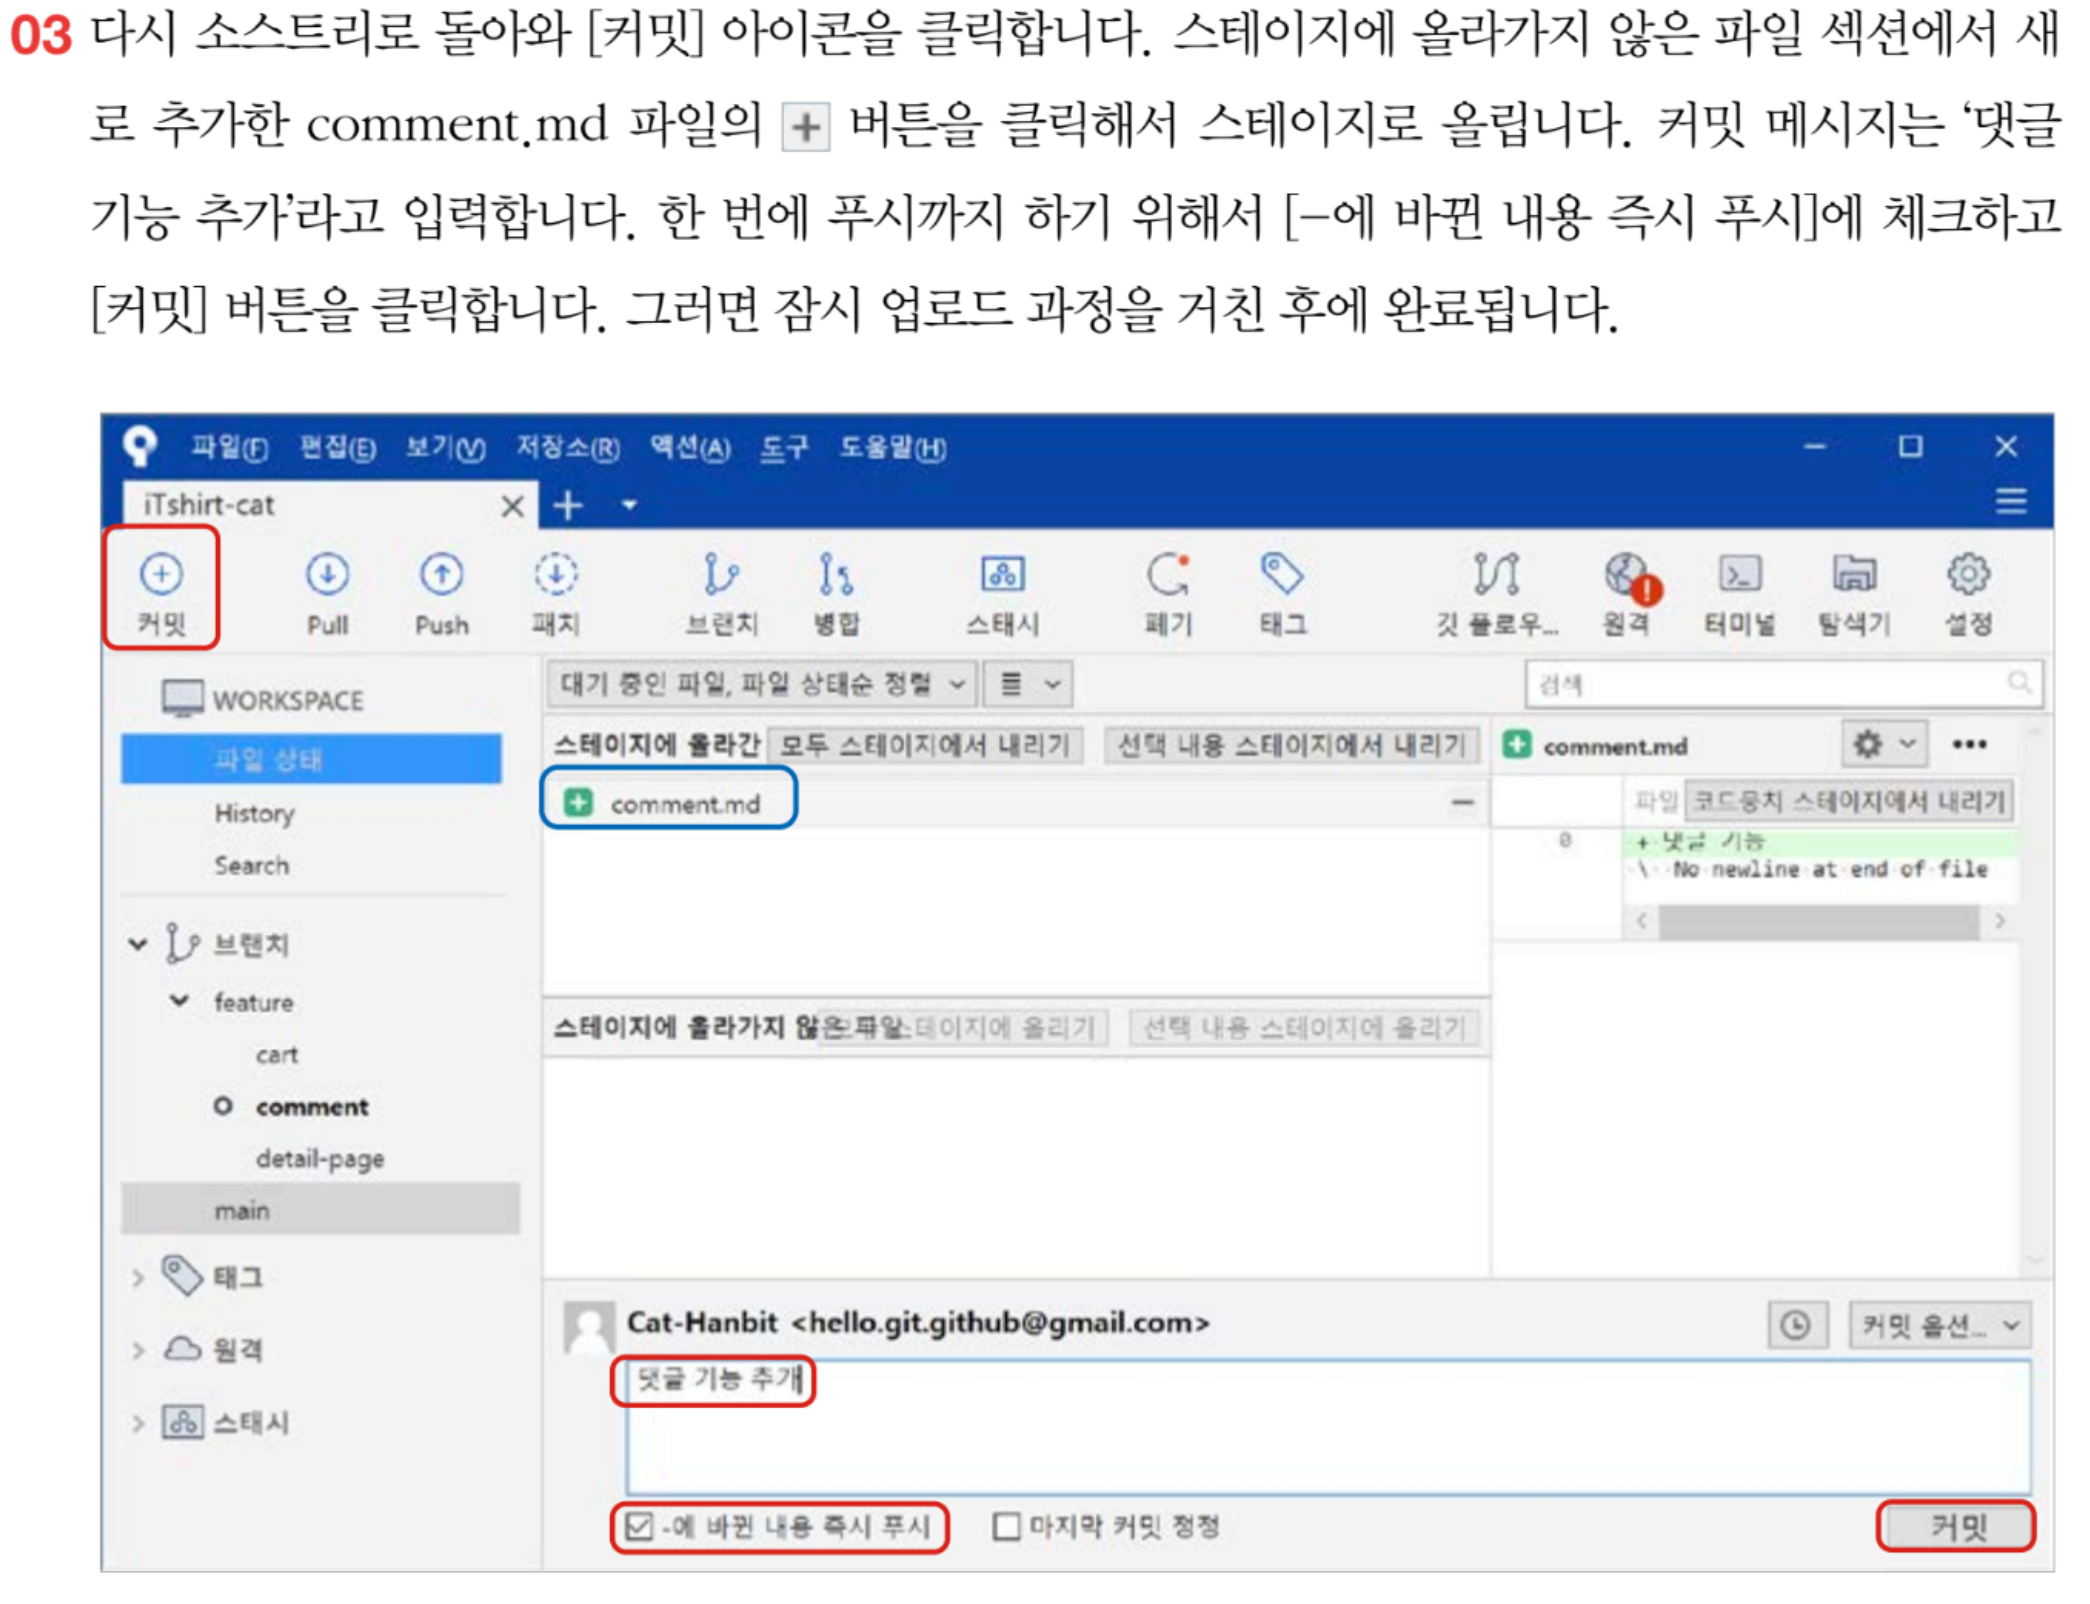 03 다시 소스트리로 돌아와 [커밋] 아이콘을 클릭합니다. 스테이지에 올라가지 않은 파일 섹션에서 새
로 추가한 comment.md 파일의 + 버튼을 클릭해서 스테이지로 올립니다. 커밋 메시지는 ‘댓글
기능 추가’라고 입력합니다. 한 번에 푸시까지 하기 위해서 [–에 바뀐 내용 즉시 푸시]에 체크하고
[커밋] 버튼을 클릭합니다. 그러면 잠시 업로드 과정을 거친 후에 완료됩니다.
파일(F) 편집(E) 보기(V) 저장소(R) 액션(A) 도구 도움말(H)
iTshirt-cat
커밋 Pull Push 패치 브랜치 병합 스태시 폐기 태그 깃 플로우... 원격 터미널 탐색기 설정
WORKSPACE
파일 상태
History
Search
브랜치
feature
cart
comment
detail-page
main
태그
원격
스태시
대기 중인 파일, 파일 상태순 정렬
검색
스테이지에 올라간 모두 스테이지에서 내리기 선택 내용 스테이지에서 내리기
comment.md
comment.md
파일 코드뭉치 스테이지에서 내리기
0 + 댓글 기능
\ No newline at end of file
스테이지에 올라가지 않은 파일 스테이지에 올리기 선택 내용 스테이지에 올리기
Cat-Hanbit <hello.git.github@gmail.com>
커밋 옵션...
댓글 기능 추가
-에 바뀐 내용 즉시 푸시 마지막 커밋 정정
커밋